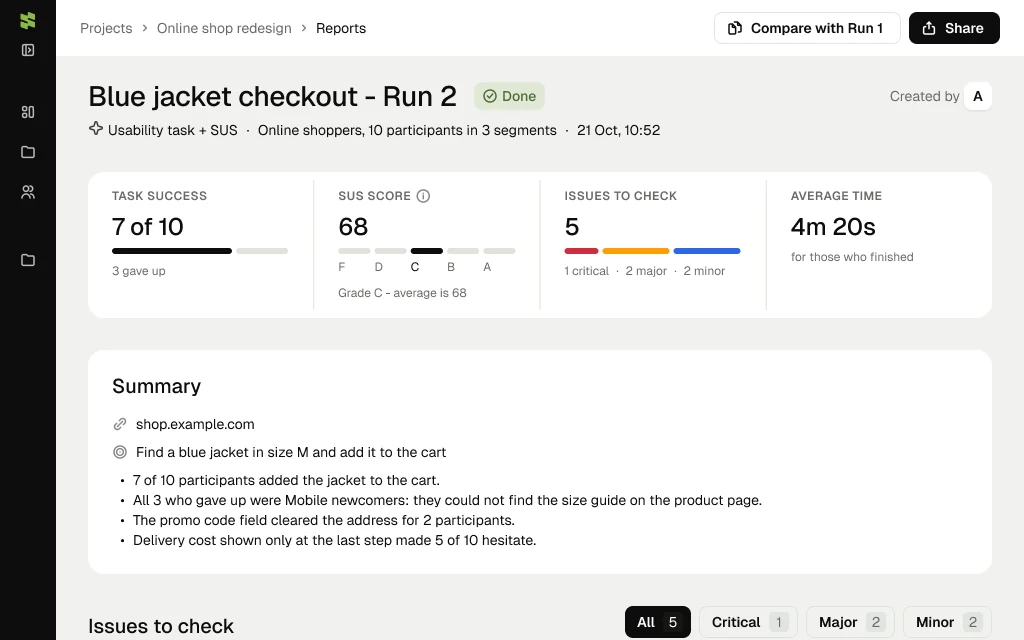 Projects > Online shop redesign > Reports
Compare with Run 1
Share
Blue jacket checkout - Run 2
Done
Created by A
Usability task + SUS · Online shoppers, 10 participants in 3 segments · 21 Oct, 10:52
TASK SUCCESS
7 of 10
3 gave up
SUS SCORE
68
F D C B A
Grade C - average is 68
ISSUES TO CHECK
5
1 critical · 2 major · 2 minor
AVERAGE TIME
4m 20s
for those who finished
Summary
shop.example.com
Find a blue jacket in size M and add it to the cart
• 7 of 10 participants added the jacket to the cart.
• All 3 who gave up were Mobile newcomers: they could not find the size guide on the product page.
• The promo code field cleared the address for 2 participants.
• Delivery cost shown only at the last step made 5 of 10 hesitate.
Issues to check
All 5
Critical 1
Major 2
Minor 2